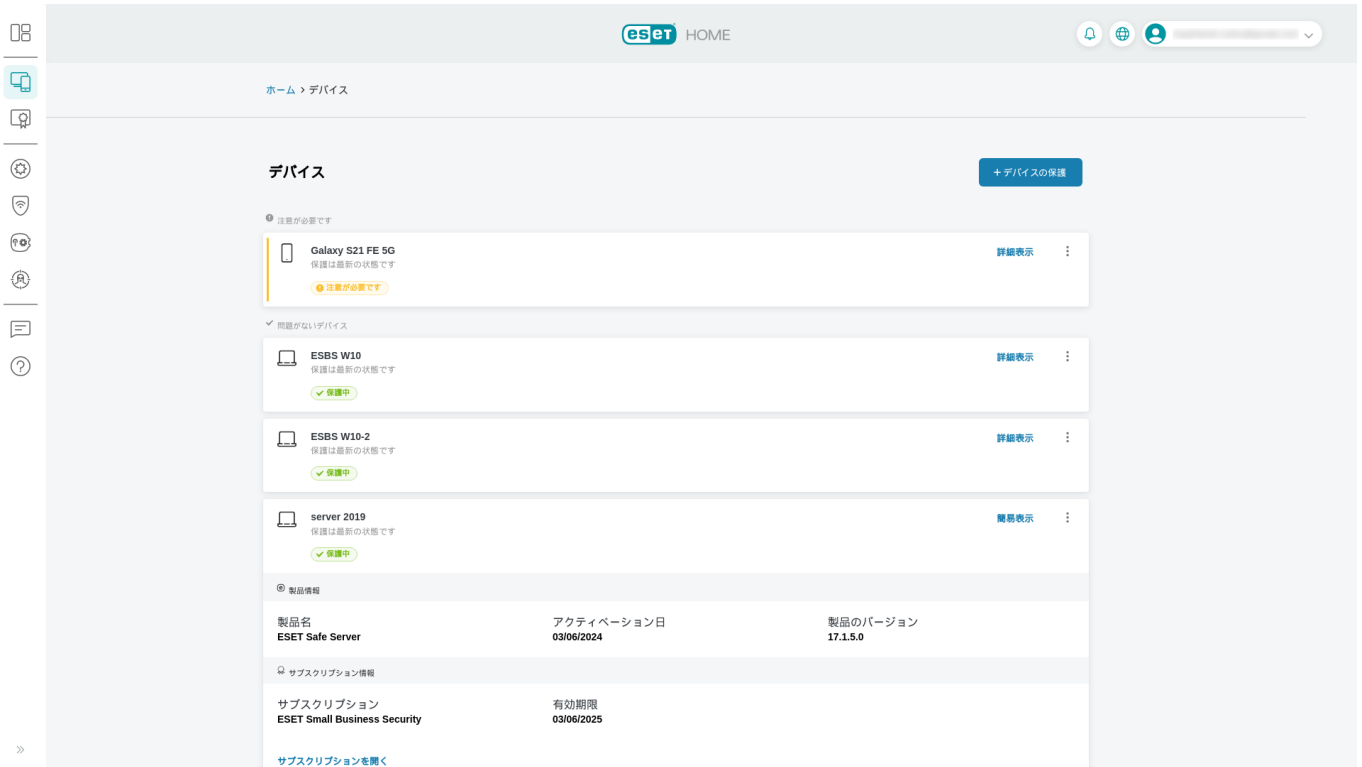 eset HOME
ホーム > デバイス
デバイス
+ デバイスの保護
注意が必要です
Galaxy S21 FE 5G
詳細表示
保護は最新の状態です
注意が必要です
問題がないデバイス
ESBS W10
詳細表示
保護は最新の状態です
保護中
ESBS W10-2
詳細表示
保護は最新の状態です
保護中
server 2019
簡易表示
保護は最新の状態です
保護中
製品情報
製品名 アクティベーション日 製品のバージョン
ESET Safe Server 03/06/2024 17.1.5.0
サブスクリプション情報
サブスクリプション 有効期限
ESET Small Business Security 03/06/2025
サブスクリプションを開く